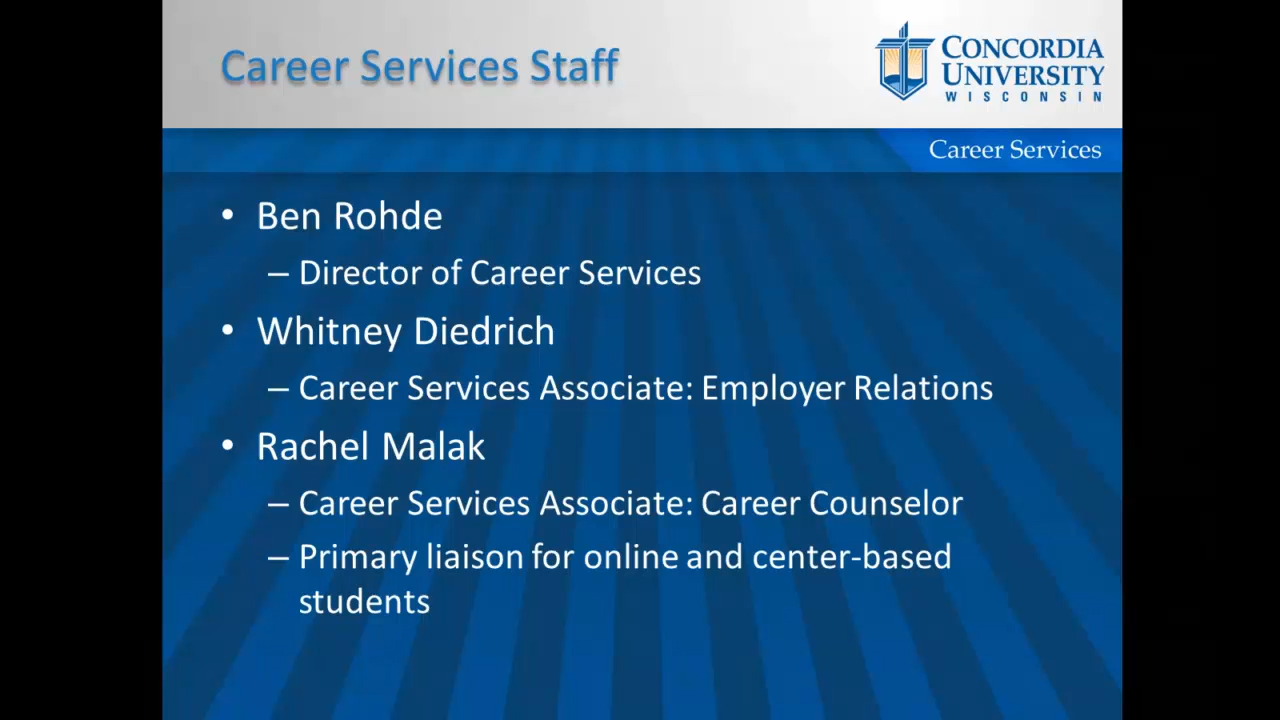 Career Services Staff
CONCORDIA
UNIVERSITY
WISCONSIN
Career Services
• Ben Rohde
– Director of Career Services
• Whitney Diedrich
– Career Services Associate: Employer Relations
• Rachel Malak
– Career Services Associate: Career Counselor
– Primary liaison for online and center-based
students